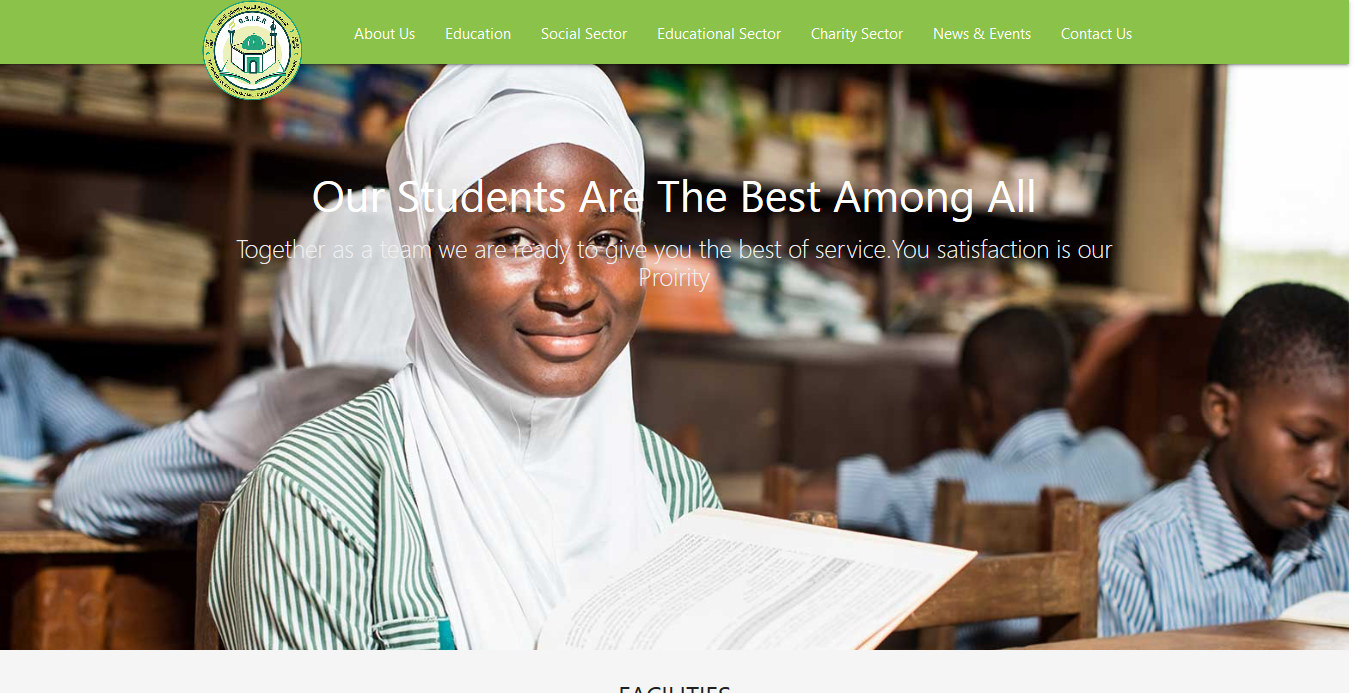 G.S.I.E.R
About Us Education Social Sector Educational Sector Charity Sector News & Events Contact Us
Our Students Are The Best Among All
Together as a team we are ready to give you the best of service.You satisfaction is our
Proirity
FACILITIES